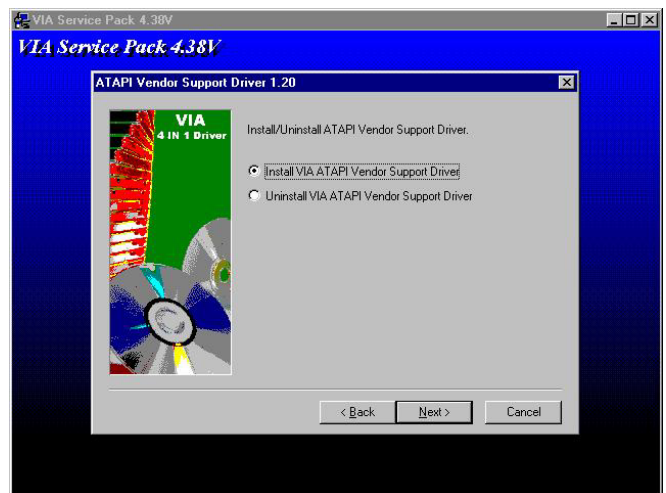 VIA Service Pack 4.38V
VIA Service Pack 4.38V
ATAPI Vendor Support Driver 1.20
VIA
4 IN 1 Driver
Install/Uninstall ATAPI Vendor Support Driver.
Install VIA ATAPI Vendor Support Driver
Uninstall VIA ATAPI Vendor Support Driver
< Back Next > Cancel